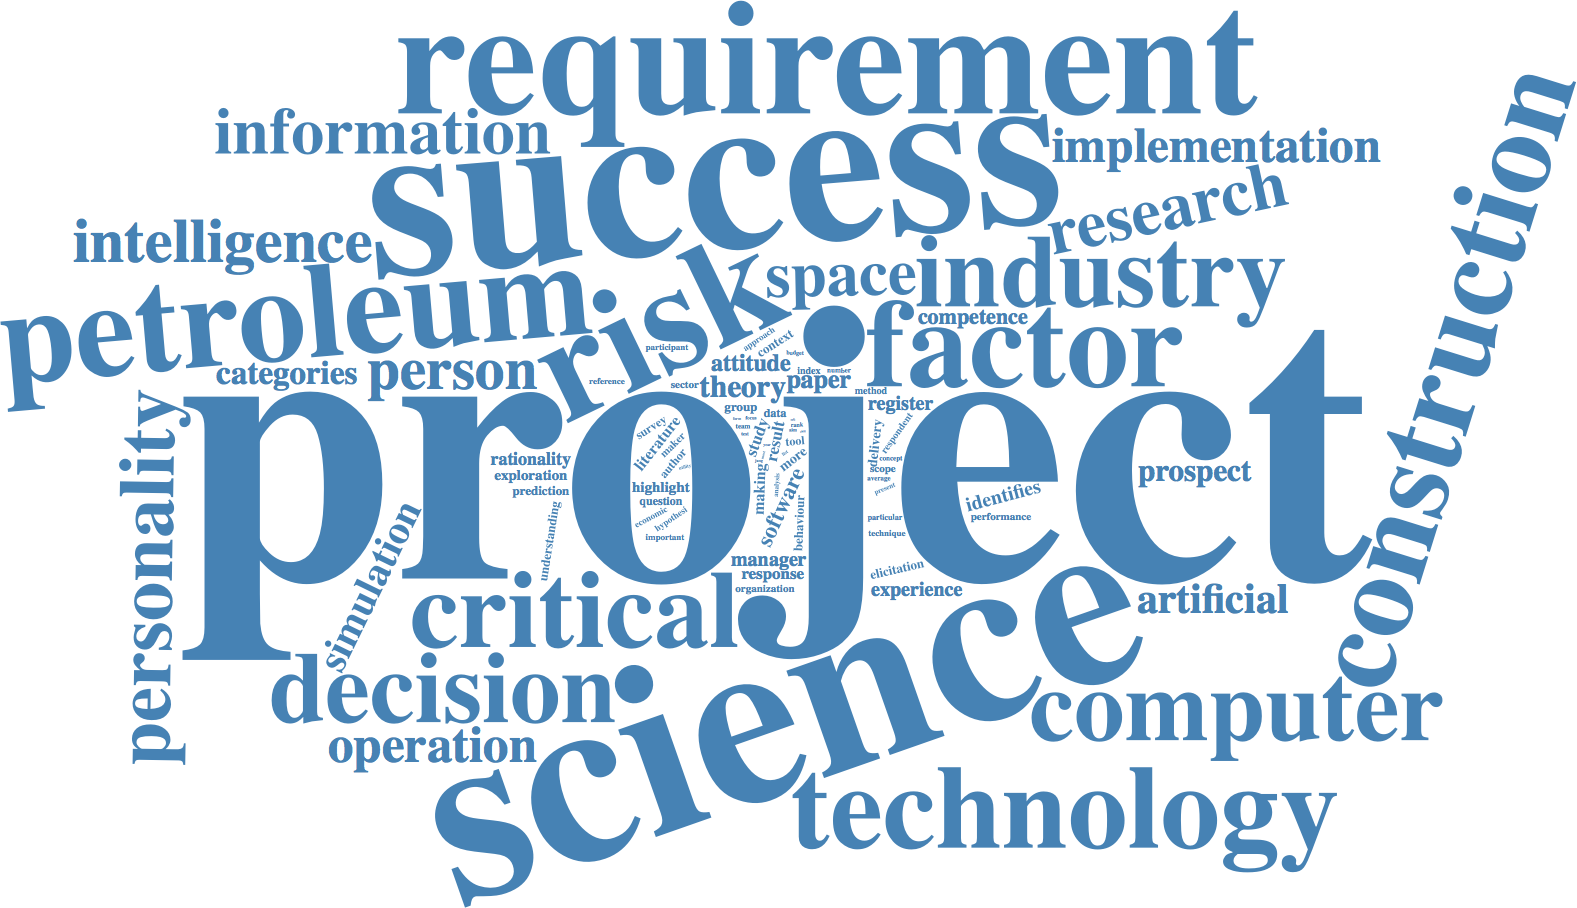 requirement
information
success
implementation
research
intelligence
petroleum
risk
space
industry
construction
competence
factor
approach
context
participant
budget
attitude
index
number
categories
person
reference
sector
theory
paper
method
register
project
personality
group
data
survey
literature
maker
author
team
study
result
rank
tool
more
delivery
respondent
concept
scope
average
present
rationality
exploration
prediction
highlight
question
economic
hypothesi
important
making
analysis
software
behaviour
identifies
performance
prospect
particular
technique
understanding
simulation
manager
response
organization
elicitation
experience
critical
artificial
decision
science
computer
operation
technology